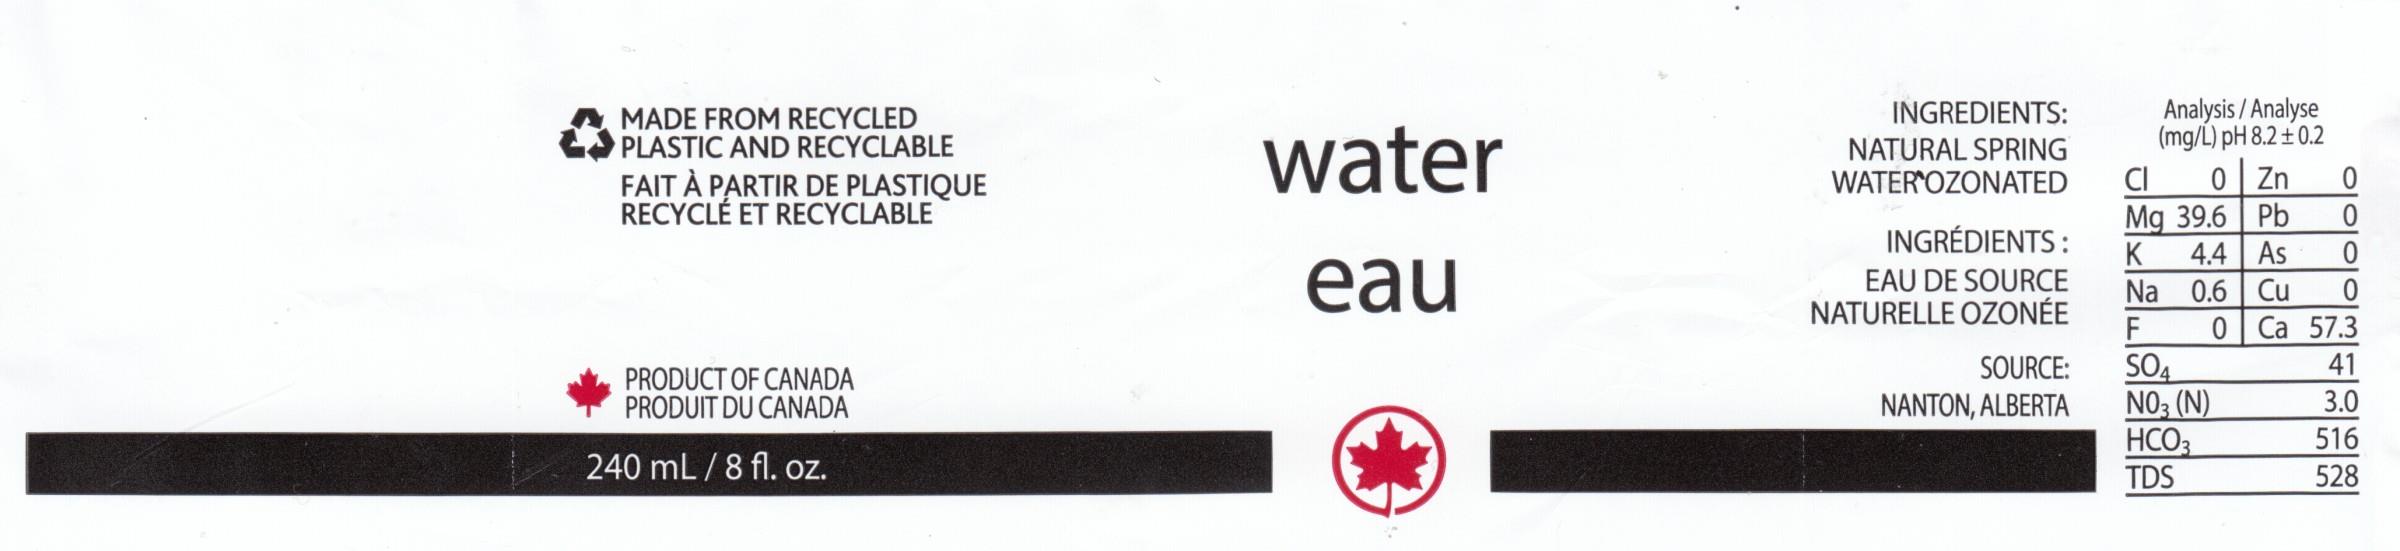 MADE FROM RECYCLED
PLASTIC AND RECYCLABLE
FAIT À PARTIR DE PLASTIQUE
RECYCLÉ ET RECYCLABLE
PRODUCT OF CANADA
PRODUIT DU CANADA
240 mL / 8 fl. oz.
water
eau
INGREDIENTS:
NATURAL SPRING
WATER OZONATED
INGRÉDIENTS :
EAU DE SOURCE
NATURELLE OZONÉE
SOURCE:
NANTON, ALBERTA
Analysis / Analyse
(mg/L) pH 8.2 ± 0.2
Cl 0 Zn 0
Mg 39.6 Pb 0
K 4.4 As 0
Na 0.6 Cu 0
F 0 Ca 57.3
SO₄ 41
N0₃ (N) 3.0
HCO₃ 516
TDS 528